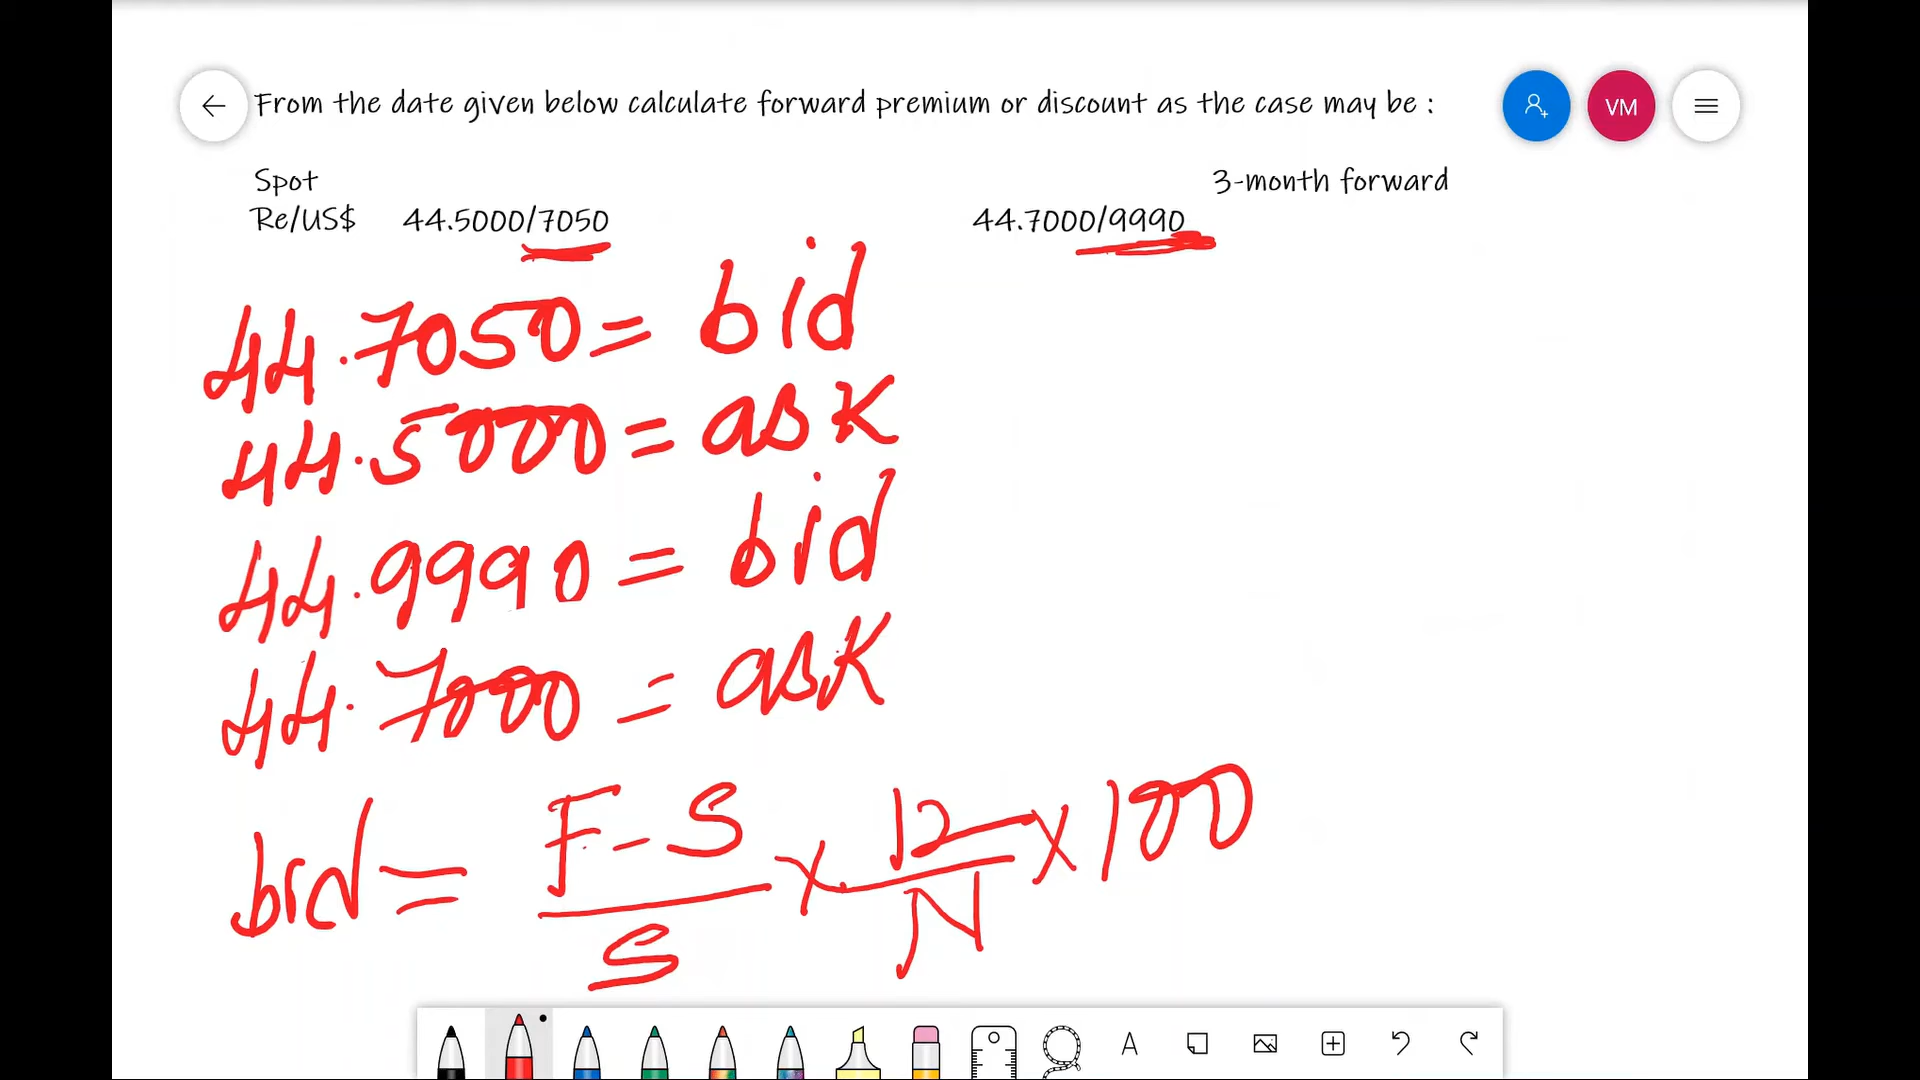 From the date given below calculate forward premium or discount as the case may be :
VM
Spot 3-month forward
Re/US$ 44.5000/7050 44.7000/9990
44.7050 = bid
44.5000 = ask
44.9990 = bid
44.7000 = ask
bid = F-S/S x 12/N x 100
A